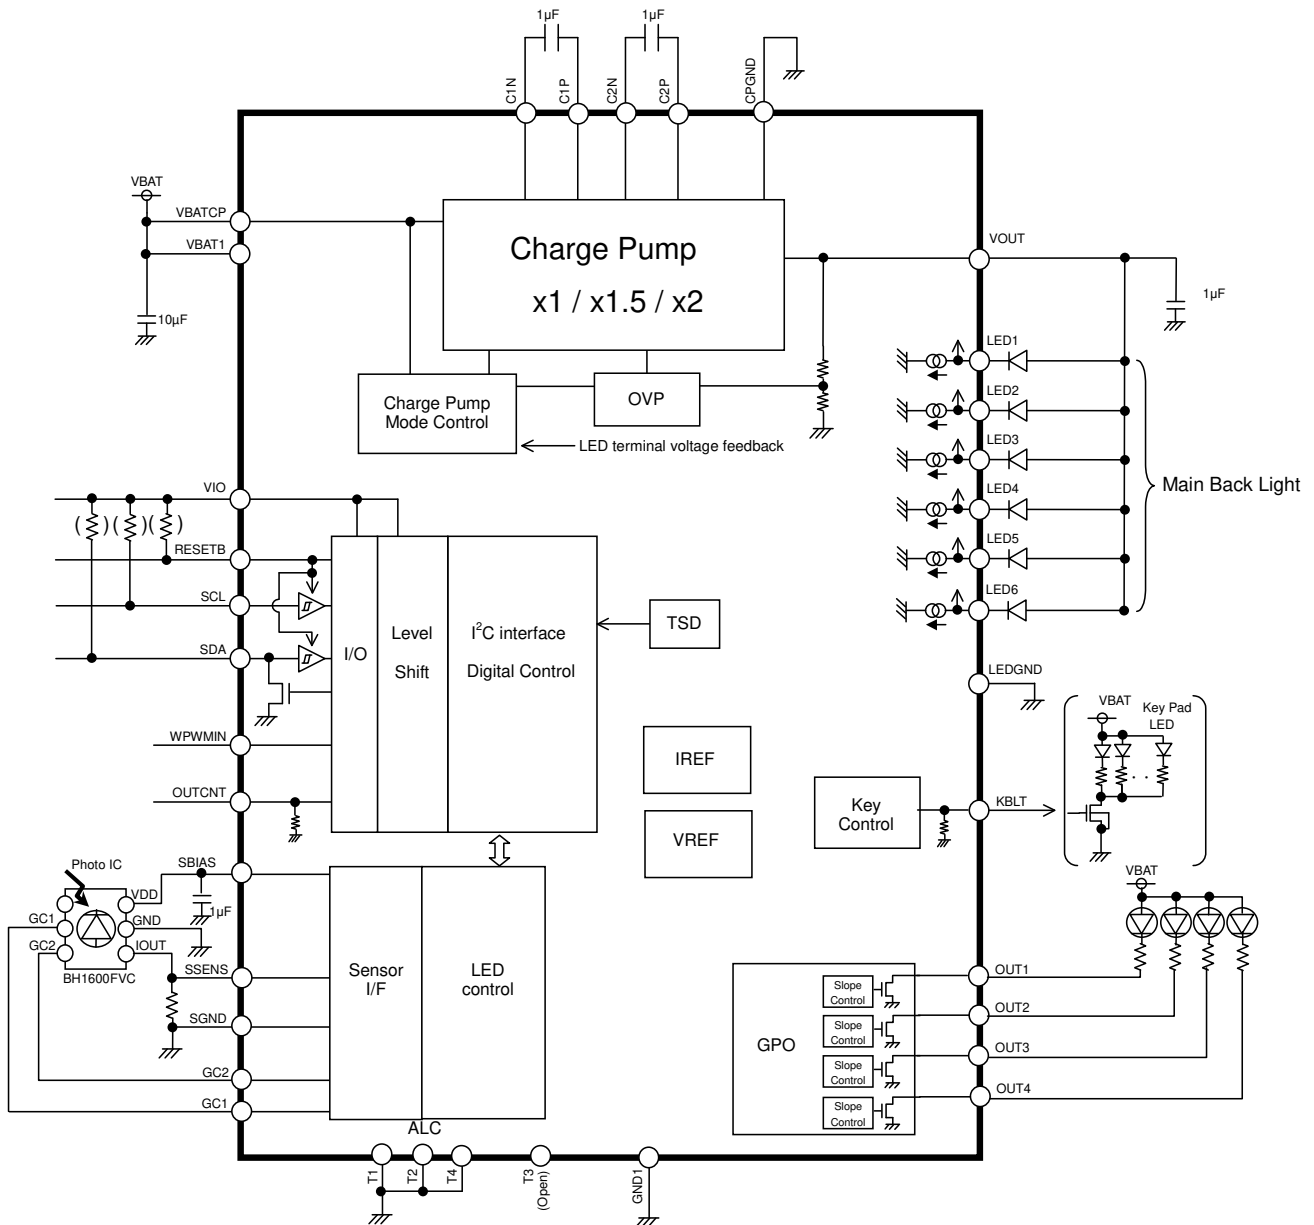 1µF
1µF
C1N
C1P
C2N
C2P
CPGND
VBAT
VBATCP
VBAT1
10µF
Charge Pump
x1 / x1.5 / x2
VOUT
1µF
Charge Pump
Mode Control
OVP
LED terminal voltage feedback
LED1
LED2
LED3
LED4
LED5
LED6
Main Back Light
VIO
( ) ( ) ( )
RESETB
SCL
SDA
I/O
Level
Shift
I²C interface
Digital Control
TSD
LEDGND
WPWMIN
OUTCNT
IREF
VREF
Key
Control
KBLT
VBAT
Key Pad
LED
. .
Photo IC
SBIAS
VDD
1µF
GC1
GND
GC2
IOUT
BH1600FVC
SSENS
SGND
GC2
GC1
Sensor
I/F
LED
control
ALC
VBAT
GPO
Slope
Control
Slope
Control
Slope
Control
Slope
Control
OUT1
OUT2
OUT3
OUT4
T1
T2
T4
T3
(Open)
GND1